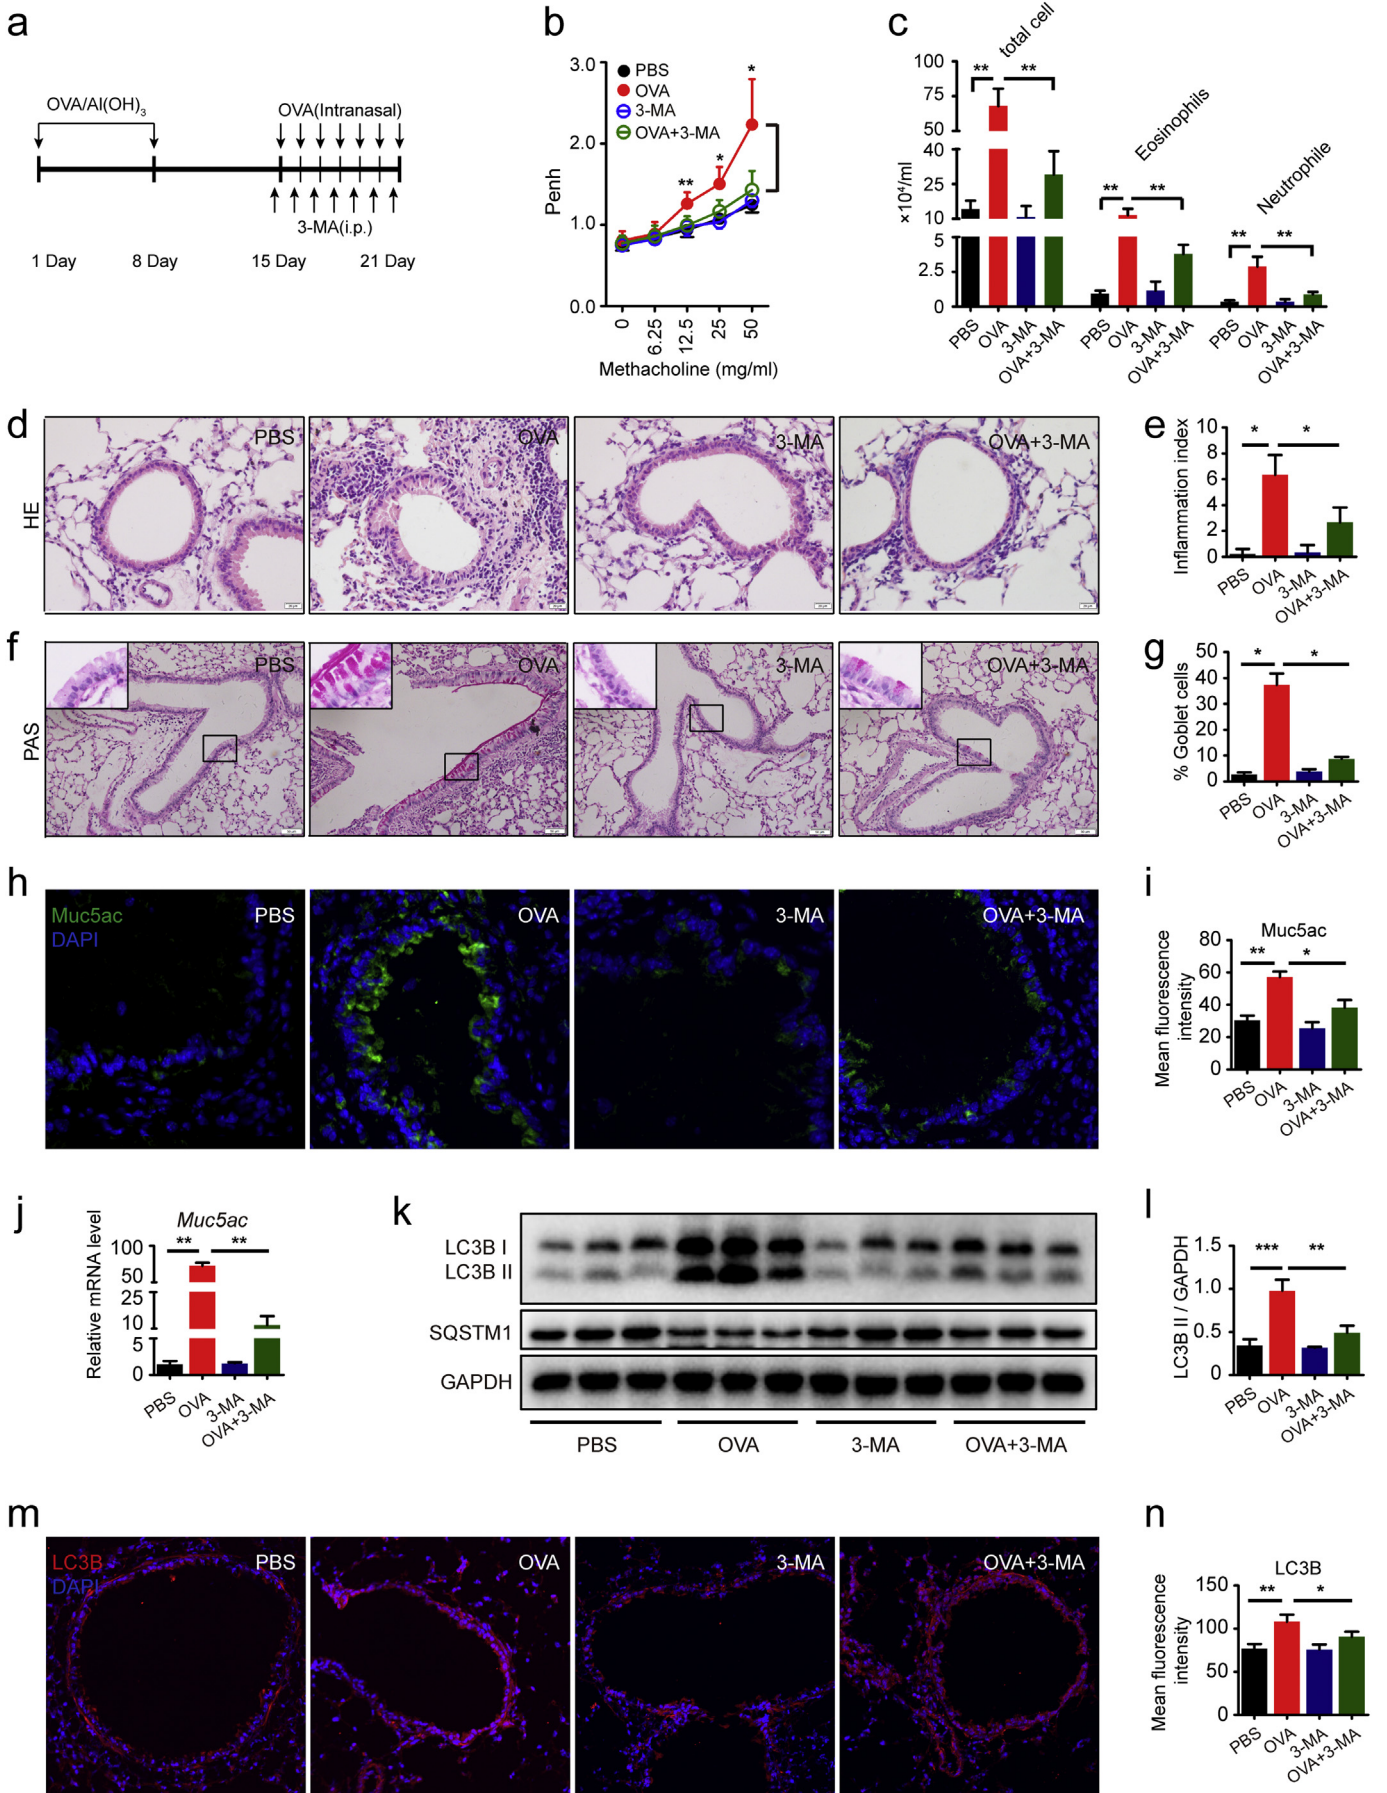 a
OVA/Al(OH)3
OVA(Intranasal)
3-MA(i.p.)
1 Day
8 Day
15 Day
21 Day
b
Penh
3.0
2.0
1.0
0.0
PBS
OVA
3-MA
OVA+3-MA
**
*
*
0
6.25
12.5
25
50
Methacholine (mg/ml)
c
×10⁴/ml
100
75
50
40
25
10
5
2.5
0
total cell
Eosinophils
Neutrophile
** **
** **
** **
PBS OVA 3-MA OVA+3-MA
PBS OVA 3-MA OVA+3-MA
PBS OVA 3-MA OVA+3-MA
d
HE
PBS
OVA
3-MA
OVA+3-MA
e
Inflammation index
10
8
6
4
2
0
* *
PBS OVA 3-MA OVA+3-MA
f
PAS
PBS
OVA
3-MA
OVA+3-MA
g
% Goblet cells
50
40
30
20
10
0
* *
PBS OVA 3-MA OVA+3-MA
h
Muc5ac
DAPI
PBS
OVA
3-MA
OVA+3-MA
i
Muc5ac
Mean fluorescence
intensity
80
60
40
20
0
** *
PBS OVA 3-MA OVA+3-MA
j
Muc5ac
Relative mRNA level
100
50
25
10
5
0
** **
PBS OVA 3-MA OVA+3-MA
k
LC3B I
LC3B II
SQSTM1
GAPDH
PBS
OVA
3-MA
OVA+3-MA
l
LC3B II / GAPDH
1.5
1.0
0.5
0
*** **
PBS OVA 3-MA OVA+3-MA
m
LC3B
DAPI
PBS
OVA
3-MA
OVA+3-MA
n
LC3B
Mean fluorescence
intensity
150
100
50
0
** *
PBS OVA 3-MA OVA+3-MA